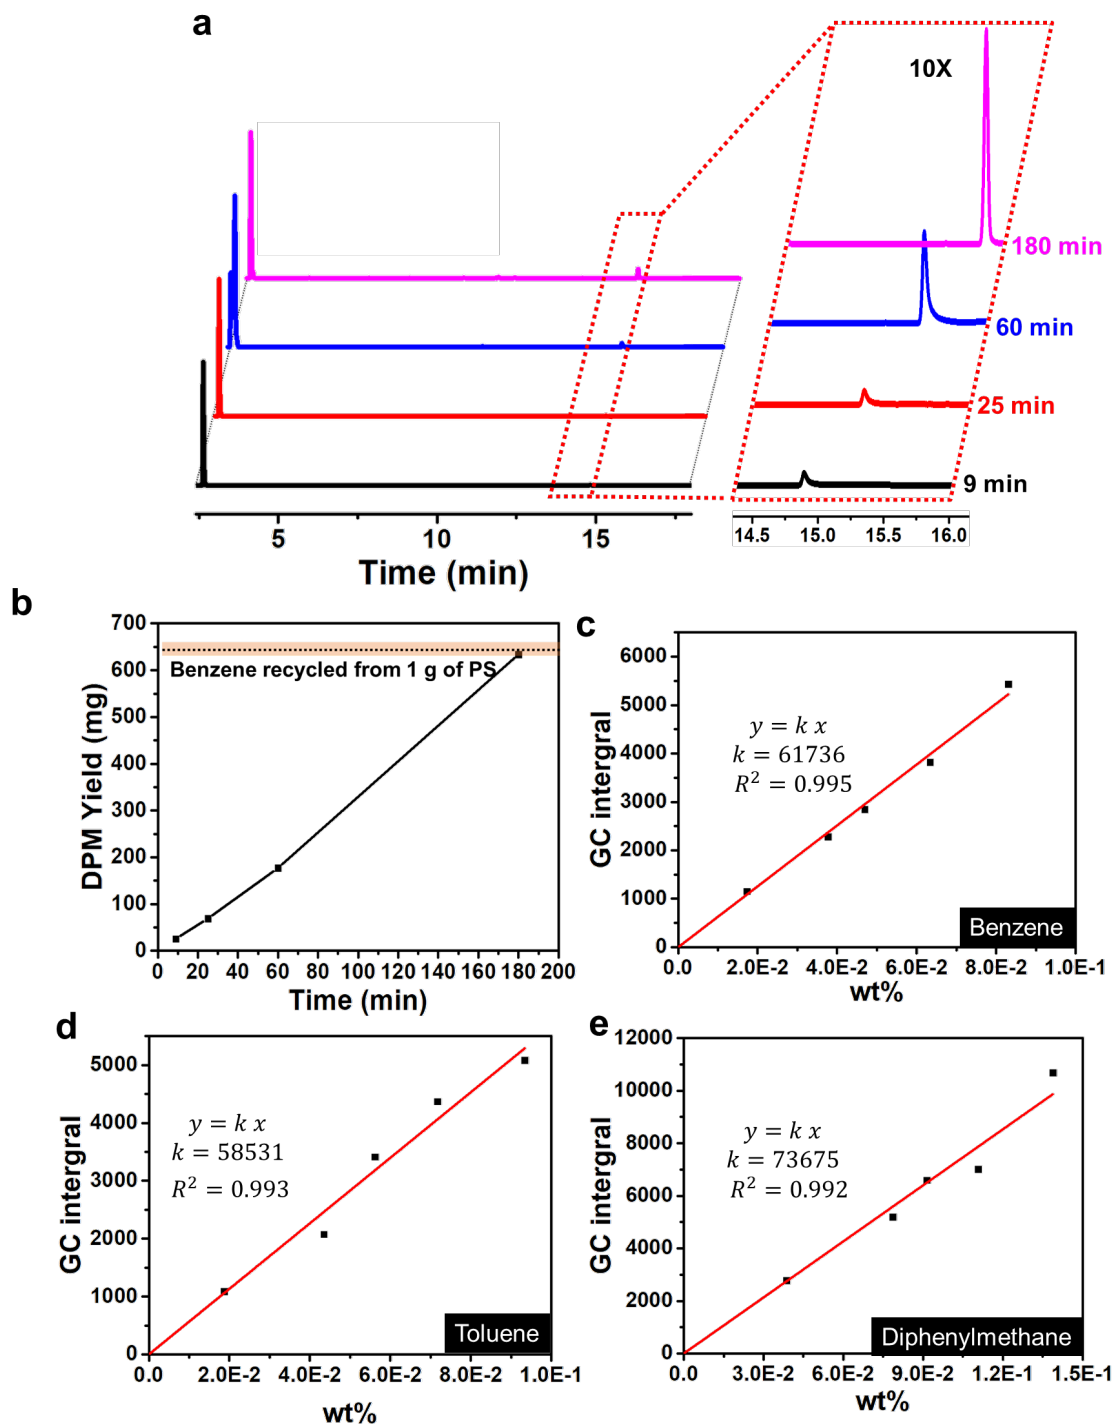 a
10X
180 min
60 min
25 min
9 min
5 10 15
14.5 15.0 15.5 16.0
Time (min)
b
700
600
500
400
300
200
100
0
DPM Yield (mg)
Benzene recycled from 1 g of PS
0 20 40 60 80 100 120 140 160 180 200
Time (min)
c
6000
5000
4000
3000
2000
1000
0
GC intergral
y = k x
k = 61736
R² = 0.995
Benzene
0.0 2.0E-2 4.0E-2 6.0E-2 8.0E-2 1.0E-1
wt%
d
5000
4000
3000
2000
1000
0
GC intergral
y = k x
k = 58531
R² = 0.993
Toluene
0.0 2.0E-2 4.0E-2 6.0E-2 8.0E-2 1.0E-1
wt%
e
12000
10000
8000
6000
4000
2000
0
GC intergral
y = k x
k = 73675
R² = 0.992
Diphenylmethane
0.0 3.0E-2 6.0E-2 9.0E-2 1.2E-1 1.5E-1
wt%